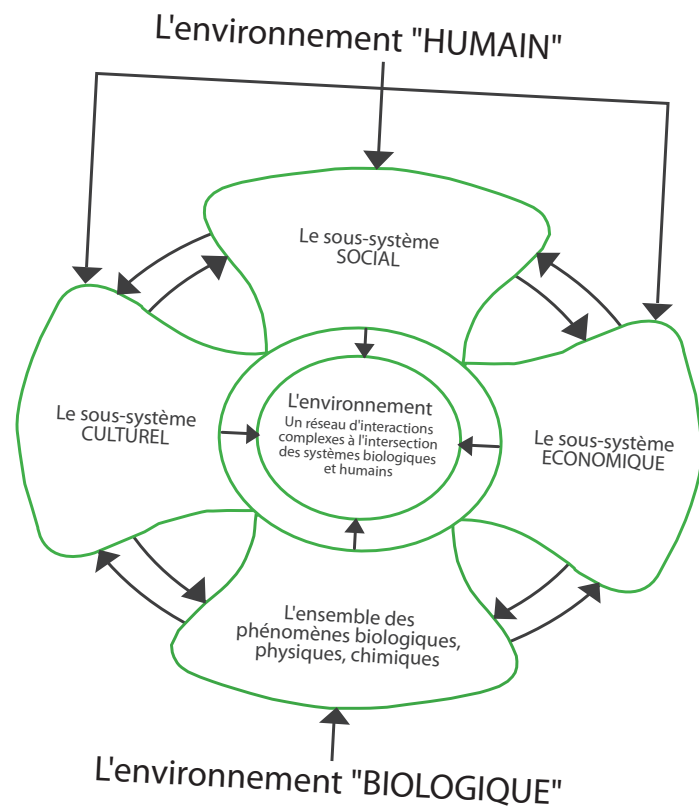 L'environnement "HUMAIN"
Le sous-système
SOCIAL
Le sous-système
CULTUREL
L'environnement
Un réseau d'interactions
complexes à l'intersection
des systèmes biologiques
et humains
Le sous-système
ECONOMIQUE
L'ensemble des
phénomènes biologiques,
physiques, chimiques
L'environnement "BIOLOGIQUE"